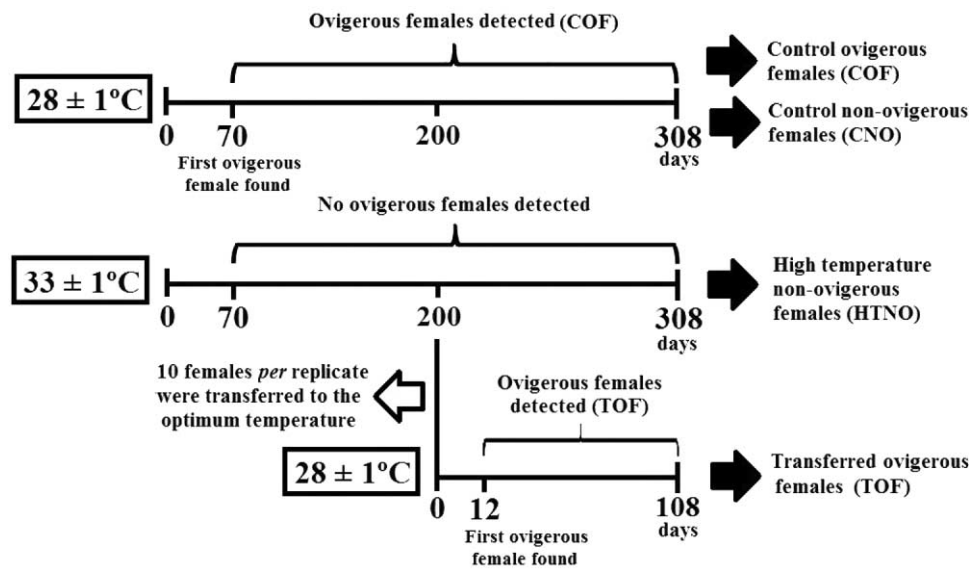 Ovigerous females detected (COF)
28 ± 1ºC
0
70
200
308
days
First ovigerous
female found
Control ovigerous
females (COF)
Control non-ovigerous
females (CNO)
No ovigerous females detected
33 ± 1ºC
0
70
200
308
days
High temperature
non-ovigerous
females (HTNO)
10 females per replicate
were transferred to the
optimum temperature
Ovigerous females
detected (TOF)
28 ± 1ºC
0
12
108
days
First ovigerous
female found
Transferred ovigerous
females (TOF)